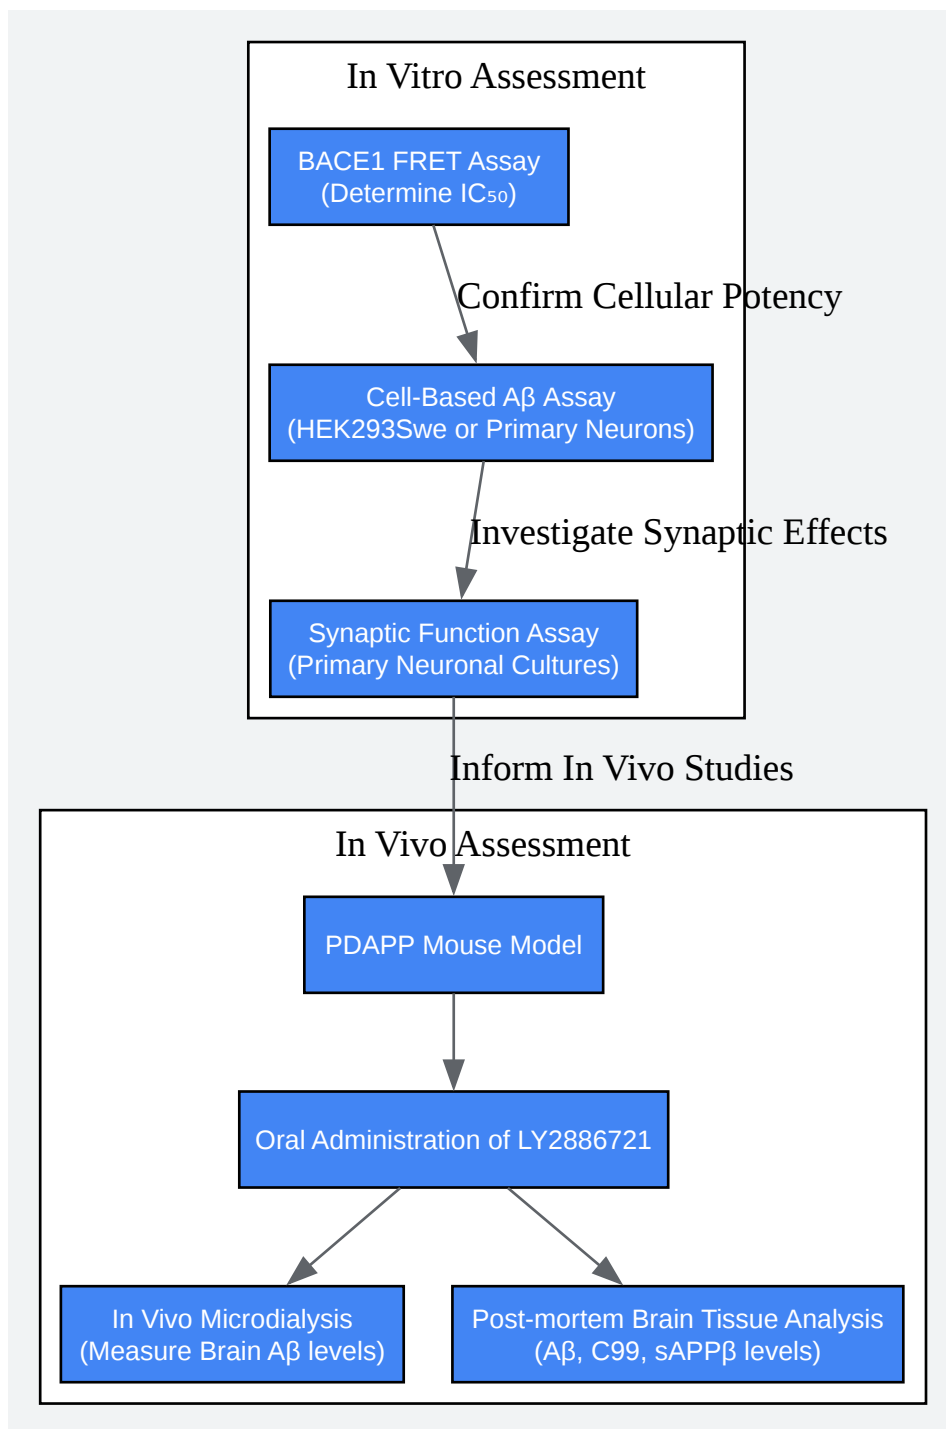 In Vitro Assessment
BACE1 FRET Assay
(Determine IC₅₀)
Confirm Cellular Potency
Cell-Based Aβ Assay
(HEK293Swe or Primary Neurons)
Investigate Synaptic Effects
Synaptic Function Assay
(Primary Neuronal Cultures)
Inform In Vivo Studies
In Vivo Assessment
PDAPP Mouse Model
Oral Administration of LY2886721
In Vivo Microdialysis
(Measure Brain Aβ levels)
Post-mortem Brain Tissue Analysis
(Aβ, C99, sAPPβ levels)